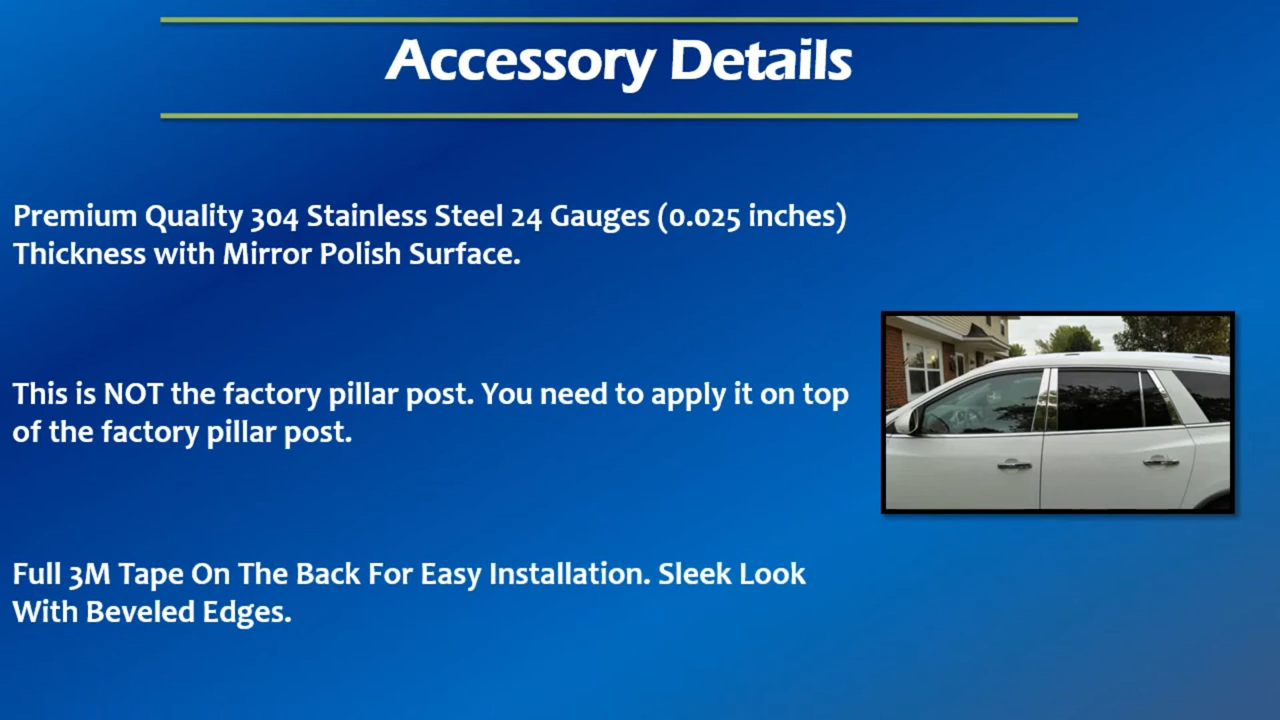 Accessory Details
Premium Quality 304 Stainless Steel 24 Gauges (0.025 inches)
Thickness with Mirror Polish Surface.
This is NOT the factory pillar post. You need to apply it on top
of the factory pillar post.
Full 3M Tape On The Back For Easy Installation. Sleek Look
With Beveled Edges.